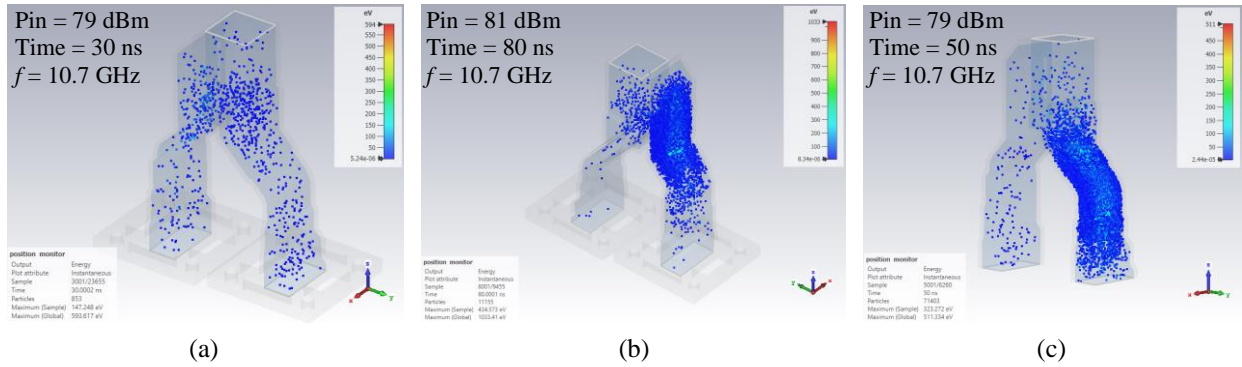 Pin = 79 dBm
Time = 30 ns
f = 10.7 GHz
eV
594
550
500
450
400
350
300
250
200
150
100
50
5.24e-06
position monitor
Output Energy
Plot attribute Instantaneous
Sample 3001/23655
Time 30.0002 ns
Particles 853
Maximum (Sample) 147.248 eV
Maximum (Global) 593.617 eV
z
x
y
(a)
Pin = 81 dBm
Time = 80 ns
f = 10.7 GHz
eV
1033
900
800
700
600
500
400
300
200
100
8.34e-06
position monitor
Output Energy
Plot attribute Instantaneous
Sample 8001/9455
Time 80.0001 ns
Particles 11155
Maximum (Sample) 434.573 eV
Maximum (Global) 1033.41 eV
(b)
Pin = 79 dBm
Time = 50 ns
f = 10.7 GHz
eV
511
450
400
350
300
250
200
150
100
50
2.44e-05
position monitor
Output Energy
Plot attribute Instantaneous
Sample 5001/6260
Time 50 ns
Particles 71403
Maximum (Sample) 323.272 eV
Maximum (Global) 511.334 eV
z
x
y
(c)